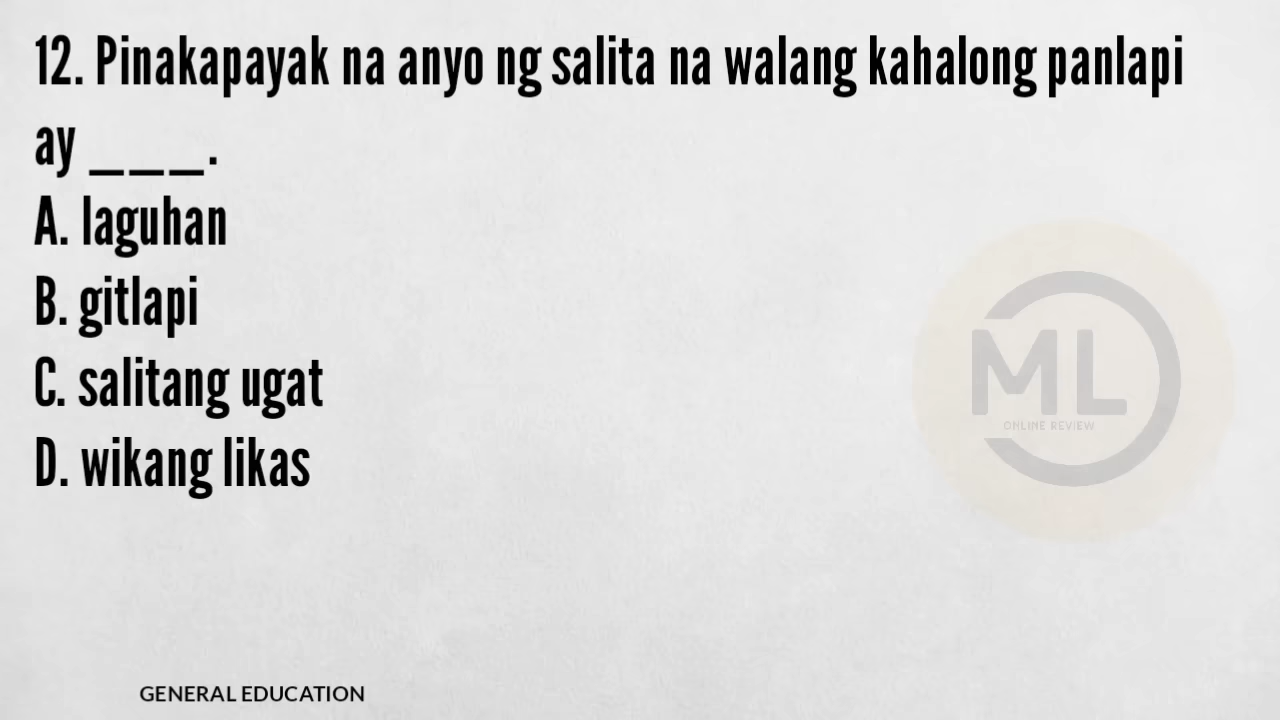 12. Pinakapayak na anyo ng salita na walang kahalong panlapi
ay ___.
A. laguhan
B. gitlapi
C. salitang ugat
D. wikang likas
ML
ONLINE REVIEW
GENERAL EDUCATION